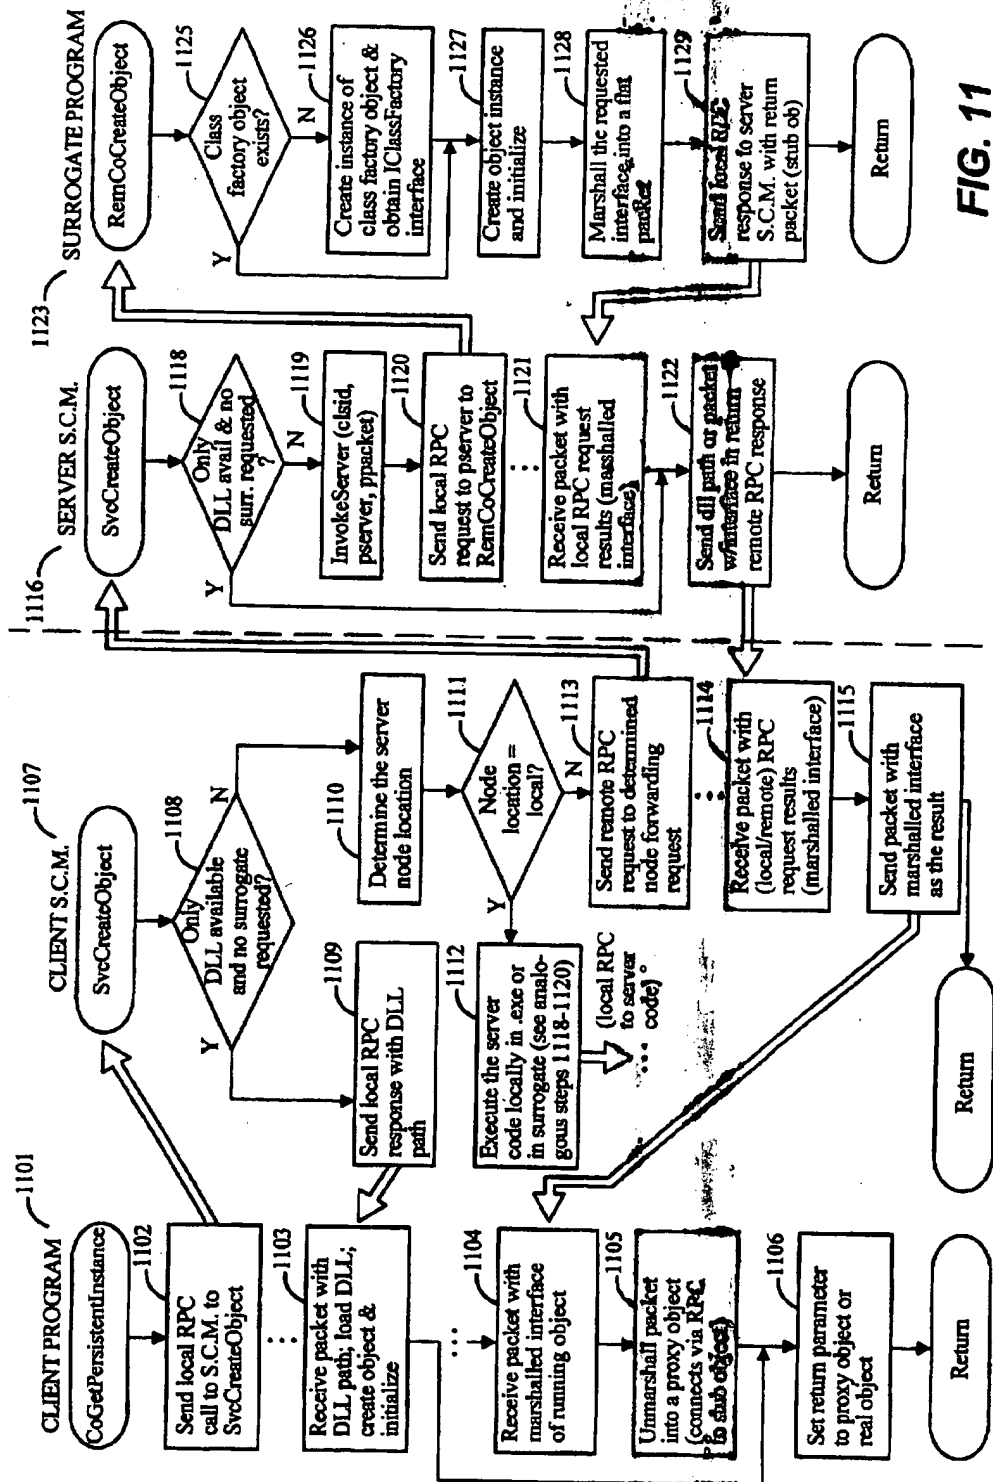 1101
CLIENT PROGRAM
CoGetPersistentInstance
1102
Send local RPC
call to S.C.M. to
SvcCreateObject
1103
Receive packet with
DLL path; load DLL;
create object &
initialize
1104
Receive packet with
marshalled interface
of running object
1105
Unmarshall packet
into a proxy object
(connects via RPC
to stub object)
1106
Set return parameter
to proxy object or
real object
Return
1107
CLIENT S.C.M.
SvcCreateObject
1108
Only
DLL available
and no surrogate
requested?
Y
N
1109
Send local RPC
response with DLL
path
1110
Determine the server
node location
1111
Node
location =
local?
Y
N
1112
Execute the server
code locally in .exe or
in surrogate (see analo-
gous steps 1118-1120)
(local RPC
to server
code)
1113
Send remote RPC
request to determined
node forwarding
request
1114
Receive packet with
(local/remote) RPC
request results
(marshalled interface)
1115
Send packet with
marshalled interface
as the result
Return
1116
SERVER S.C.M.
SvcCreateObject
1118
Only
DLL avail & no
surr. requested
?
Y
N
1119
InvokeServer (clsid,
pserver, ppacket)
1120
Send local RPC
request to pserver to
RemCoCreateObject
1121
Receive packet with
local RPC request
results (marshalled
interface)
1122
Send dll path or packet
w/interface in return
remote RPC response
Return
1123
SURROGATE PROGRAM
RemCoCreateObject
1125
Class
factory object
exists?
Y
N
1126
Create instance of
class factory object &
obtain IClassFactory
interface
1127
Create object instance
and initialize
1128
Marshall the requested
interface into a flat
packet
1129
Send local RPC
response to server
S.C.M. with return
packet (stub ob)
Return
FIG. 11